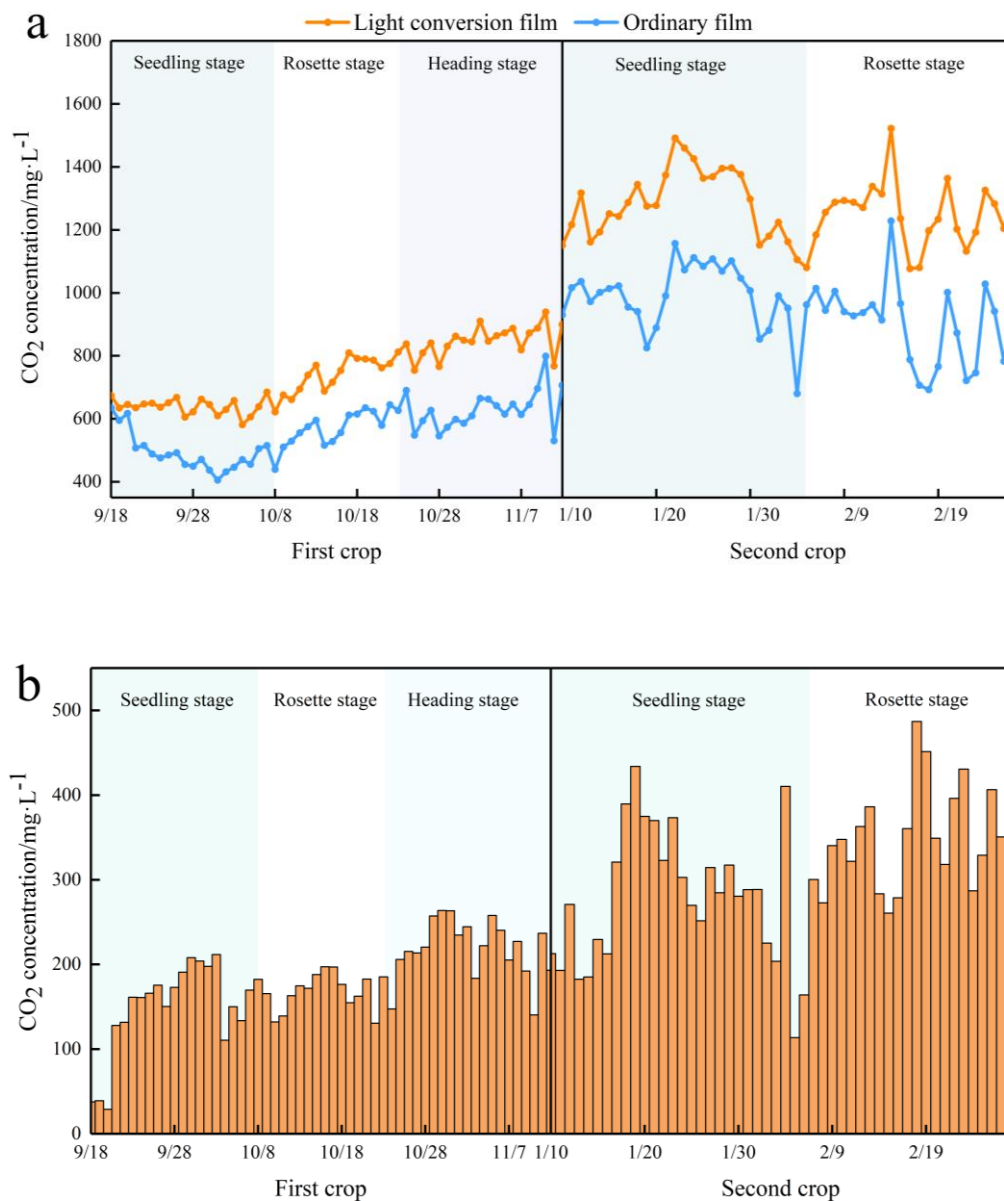 a
Light conversion film
Ordinary film
1800
1600
1400
1200
1000
800
600
400
CO2 concentration/mg·L-1
Seedling stage
Rosette stage
Heading stage
Seedling stage
Rosette stage
9/18
9/28
10/8
10/18
10/28
11/7
1/10
1/20
1/30
2/9
2/19
First crop
Second crop
b
500
400
300
200
100
0
CO2 concentration/mg·L-1
Seedling stage
Rosette stage
Heading stage
Seedling stage
Rosette stage
9/18
9/28
10/8
10/18
10/28
11/7
1/10
1/20
1/30
2/9
2/19
First crop
Second crop